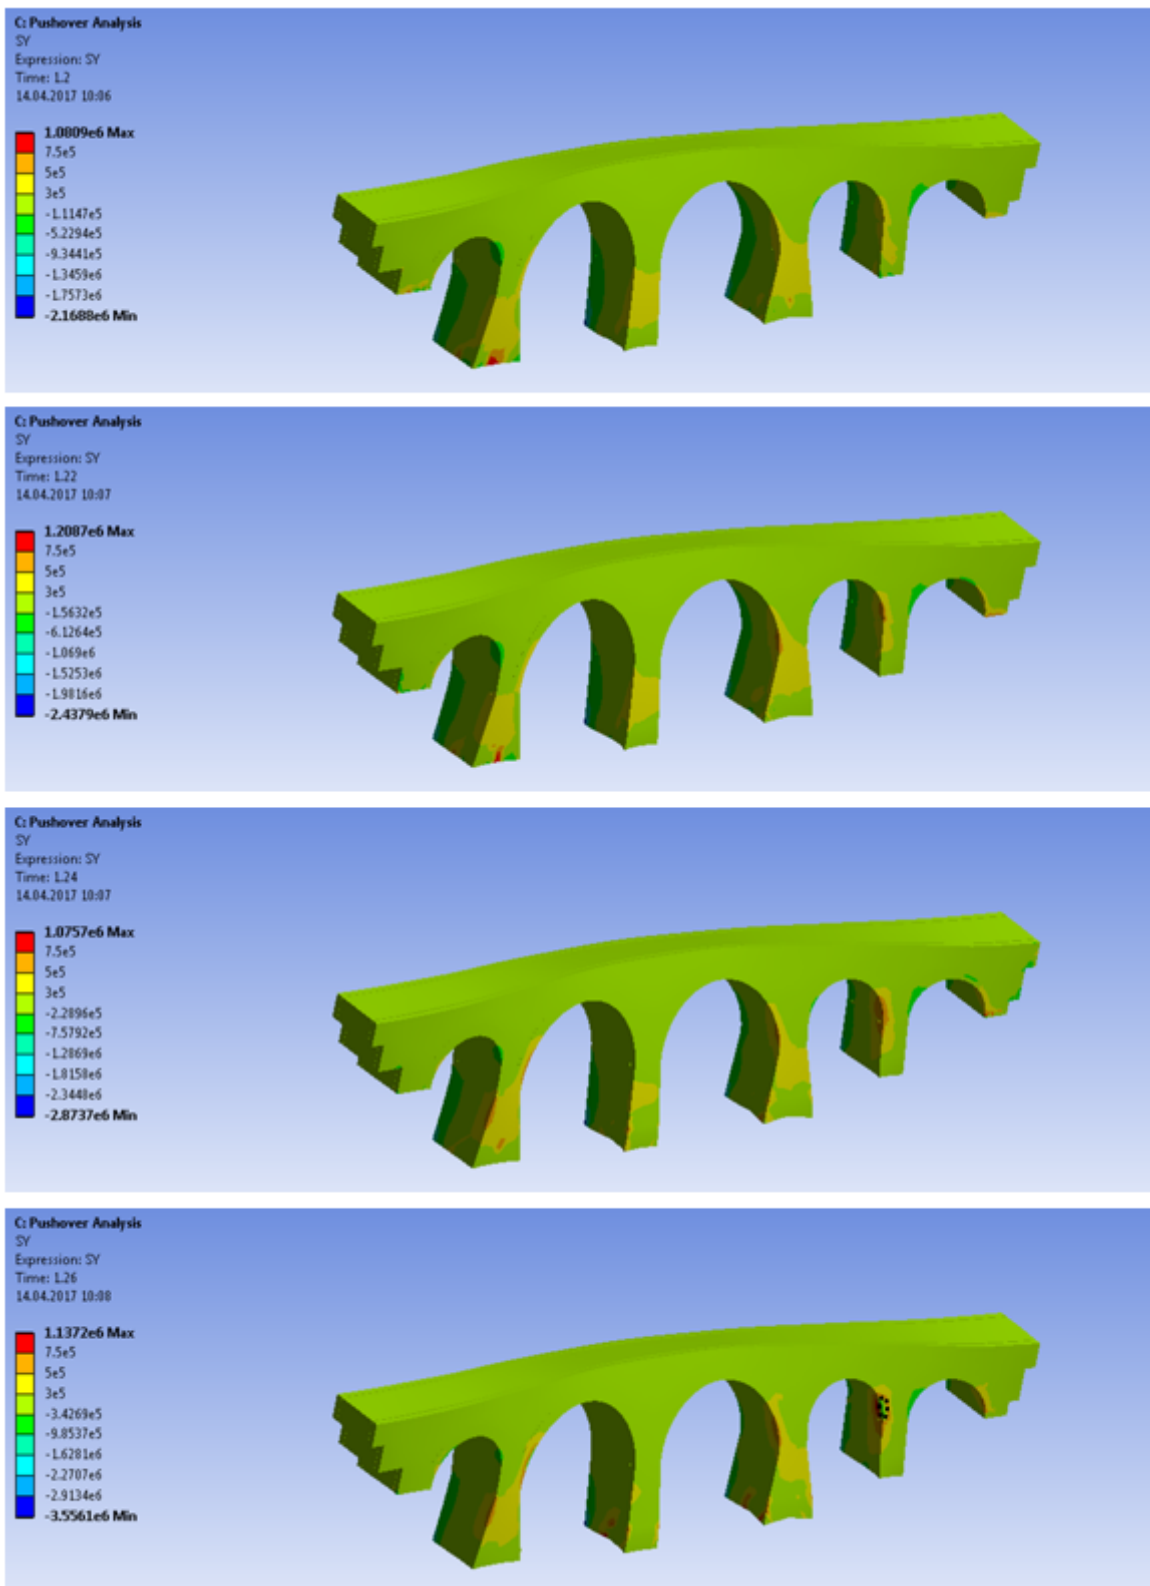 C: Pushover Analysis
SY
Expression: SY
Time: 1.2
14.04.2017 10:06
1.0809e6 Max
7.5e5
5e5
3e5
-1.1147e5
-5.2294e5
-9.3441e5
-1.3459e6
-1.7573e6
-2.1688e6 Min
C: Pushover Analysis
SY
Expression: SY
Time: 1.22
14.04.2017 10:07
1.2087e6 Max
7.5e5
5e5
3e5
-1.5632e5
-6.1264e5
-1.069e6
-1.5253e6
-1.9816e6
-2.4379e6 Min
C: Pushover Analysis
SY
Expression: SY
Time: 1.24
14.04.2017 10:07
1.0757e6 Max
7.5e5
5e5
3e5
-2.2896e5
-7.5792e5
-1.2869e6
-1.8158e6
-2.3448e6
-2.8737e6 Min
C: Pushover Analysis
SY
Expression: SY
Time: 1.26
14.04.2017 10:08
1.1372e6 Max
7.5e5
5e5
3e5
-3.4269e5
-9.8537e5
-1.6281e6
-2.2707e6
-2.9134e6
-3.5561e6 Min